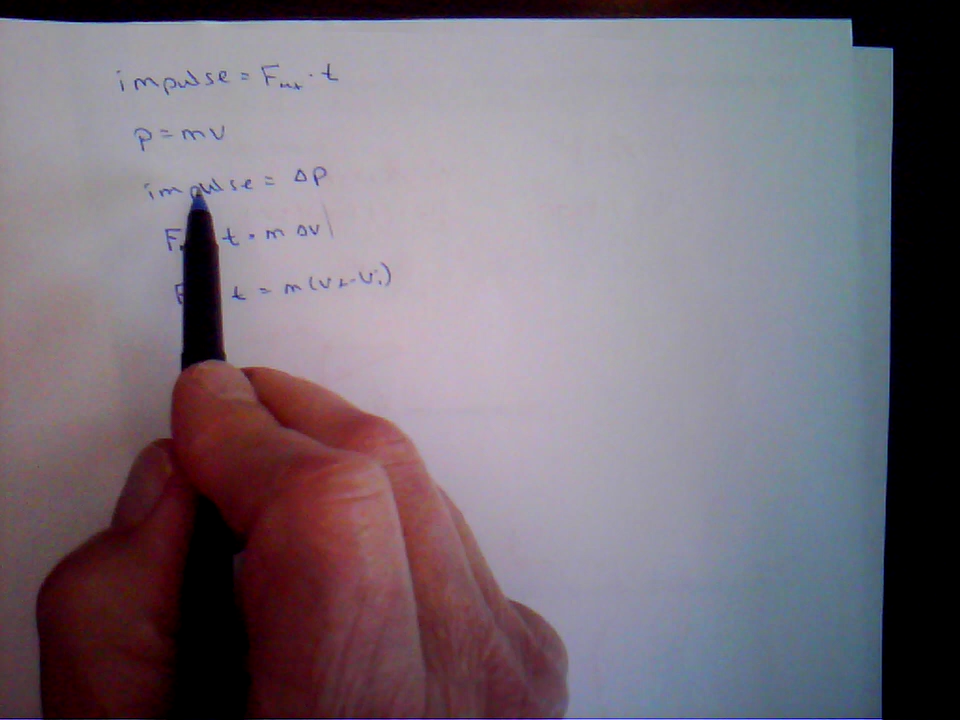 impulse = Fnet · t
p = mv
impulse = Δp
F t = m Δv
t = m(vf - vi)